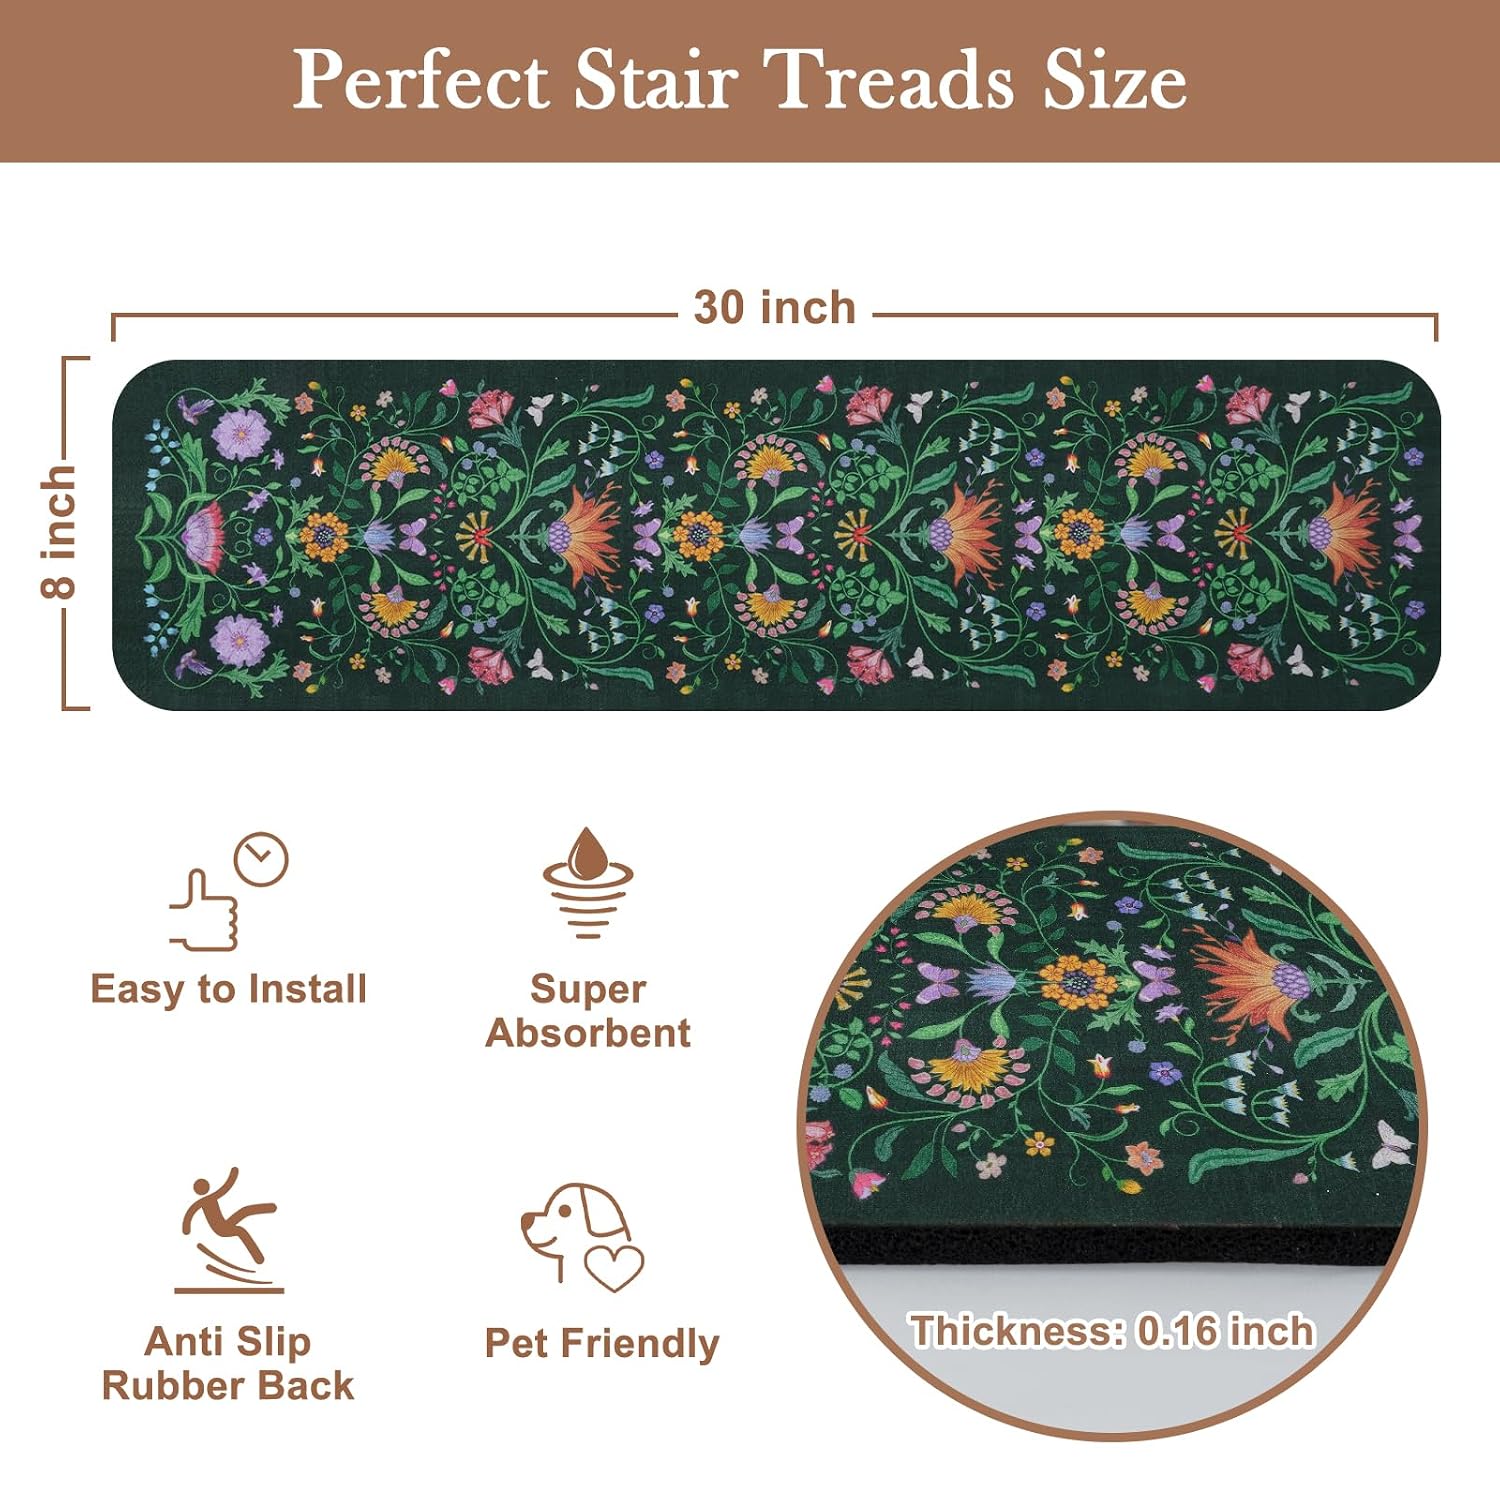 Perfect Stair Treads Size
30 inch
8 inch
Easy to Install
Super
Absorbent
Anti Slip
Rubber Back
Pet Friendly
Thickness: 0.16 inch